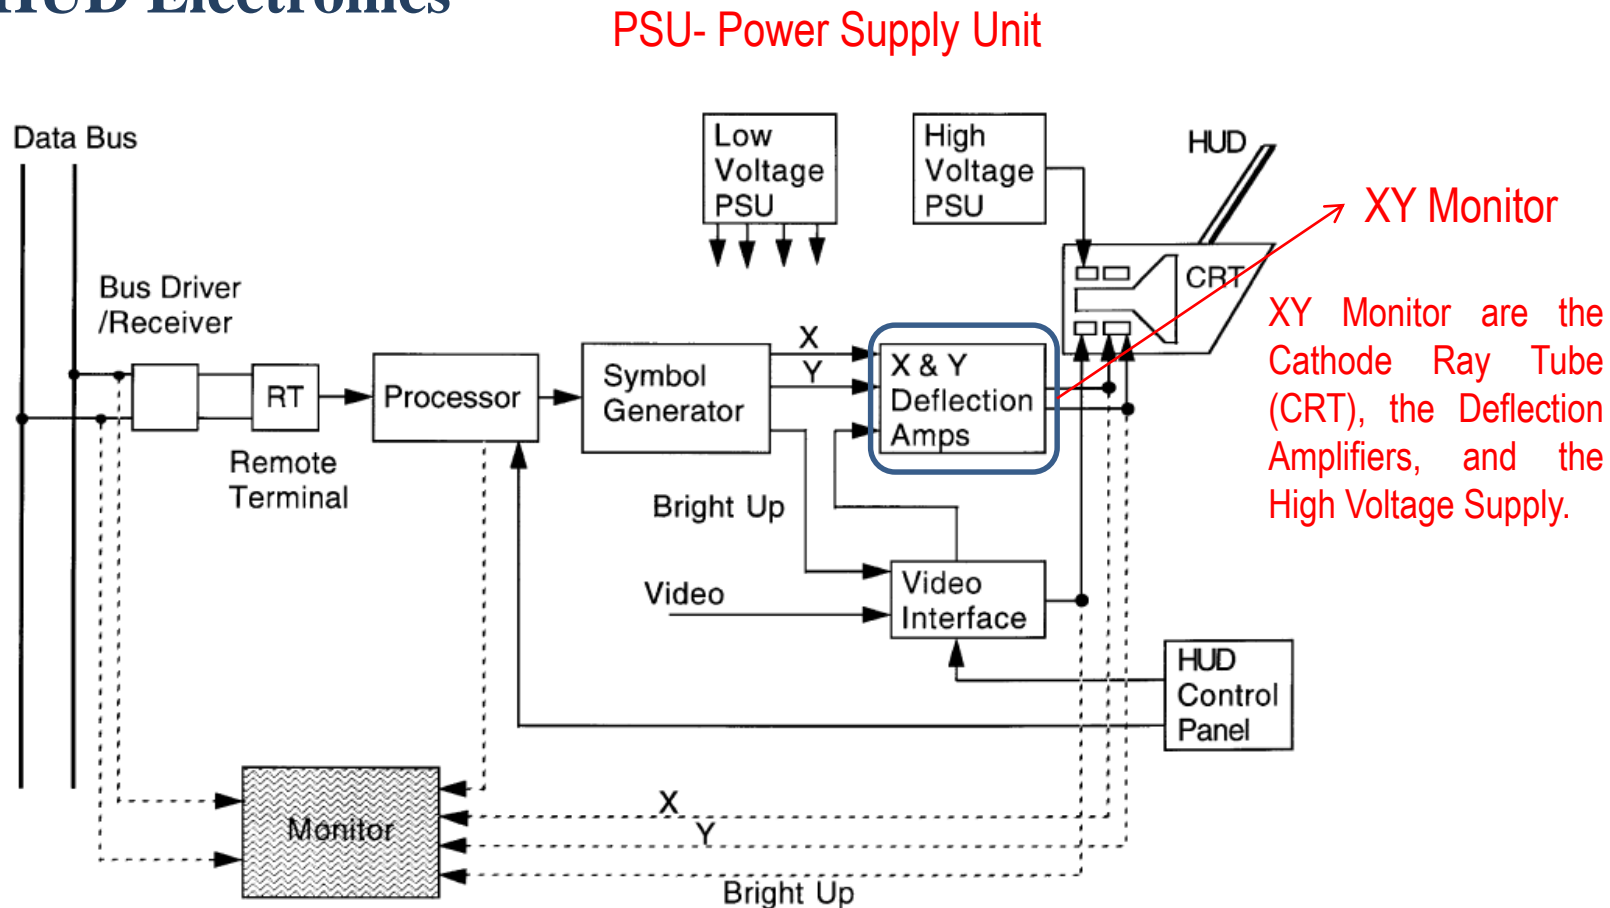 HUD Electronics
PSU- Power Supply Unit
Data Bus
Low
Voltage
PSU
High
Voltage
PSU
HUD
XY Monitor
CRT
Bus Driver
/Receiver
XY Monitor are the
Cathode Ray Tube
(CRT), the Deflection
Amplifiers, and the
High Voltage Supply.
X
Y
RT
Processor
Symbol
Generator
X & Y
Deflection
Amps
Remote
Terminal
Bright Up
Video
Video
Interface
HUD
Control
Panel
Monitor
X
Y
Bright Up